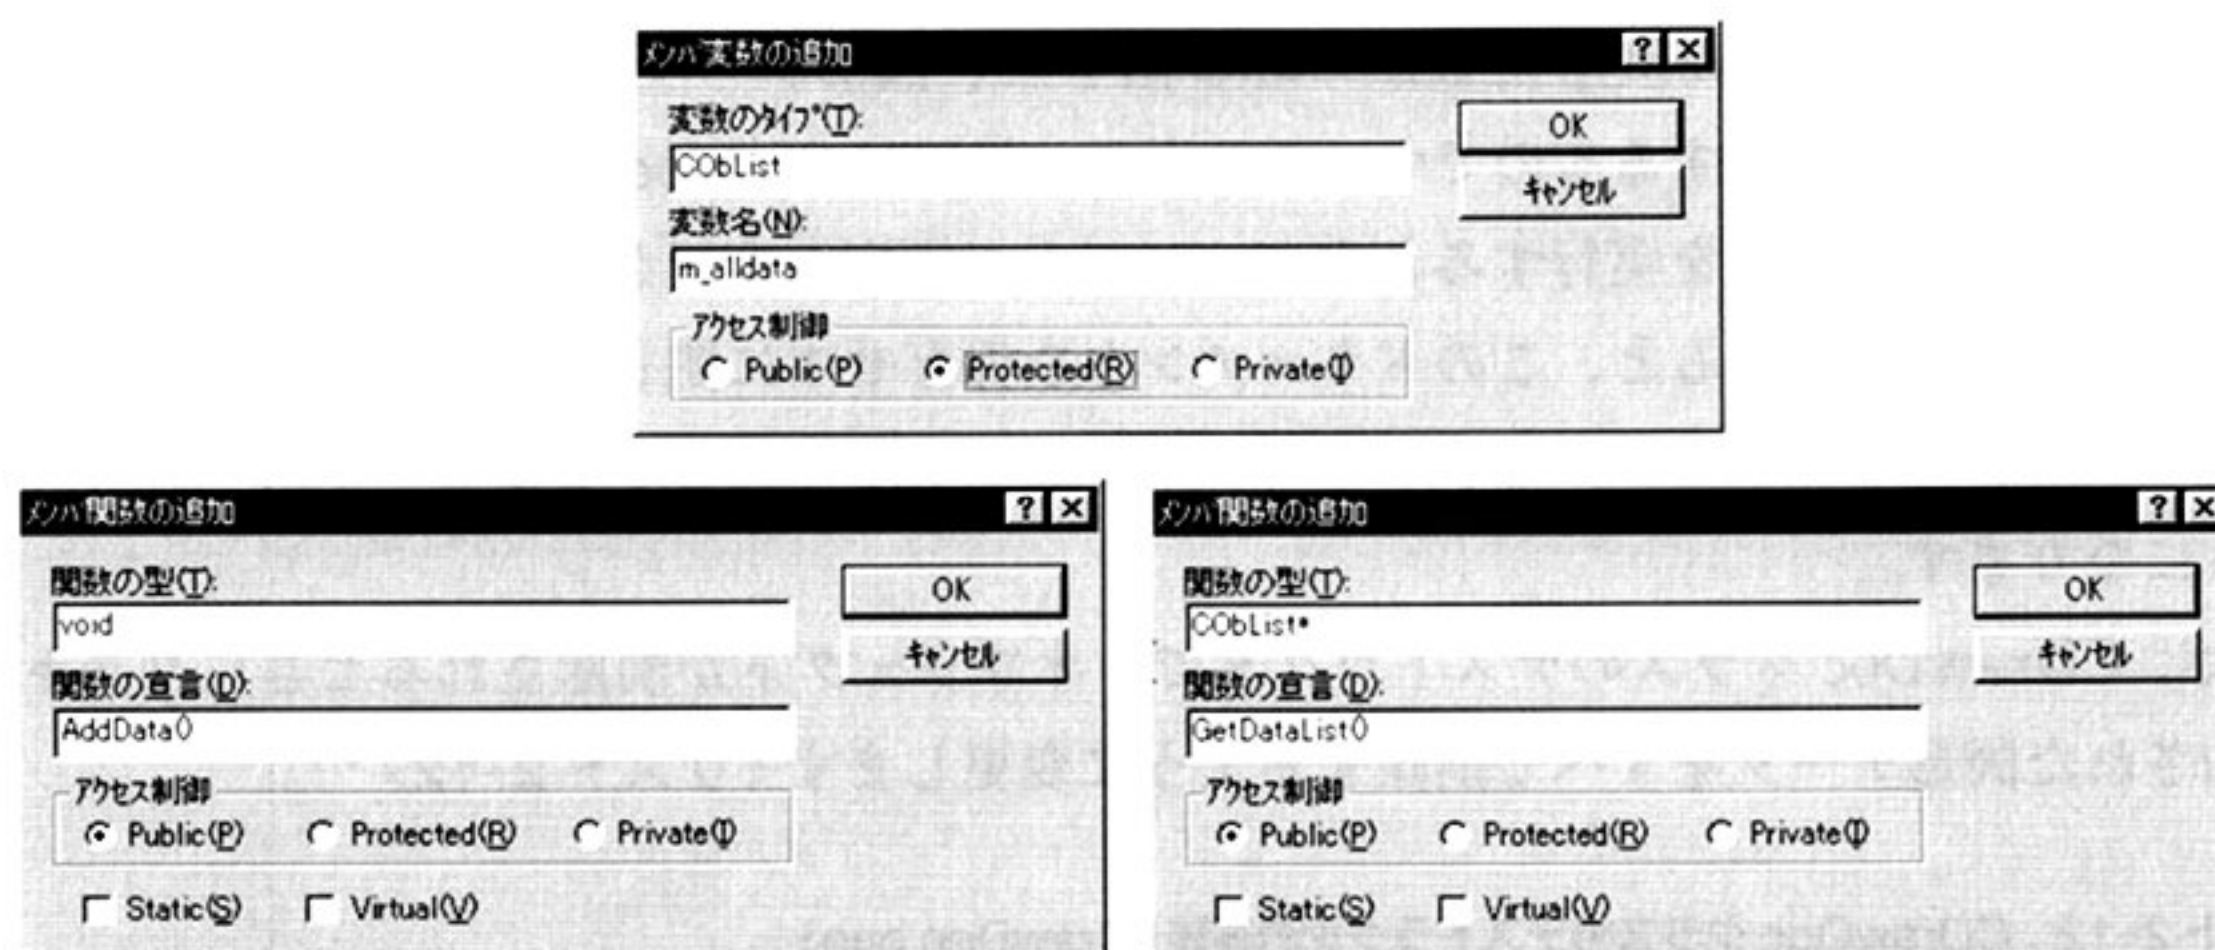 メンバ変数の追加
変数のタイプ(T):
CObList
変数名(N):
m_alldata
アクセス制御
Public(P) Protected(R) Private(I)
OK
キャンセル
メンバ関数の追加
関数の型(T):
void
関数の宣言(D):
AddData()
アクセス制御
Public(P) Protected(R) Private(I)
Static(S) Virtual(V)
OK
キャンセル
メンバ関数の追加
関数の型(T):
CObList*
関数の宣言(D):
GetDataList()
アクセス制御
Public(P) Protected(R) Private(I)
Static(S) Virtual(V)
OK
キャンセル